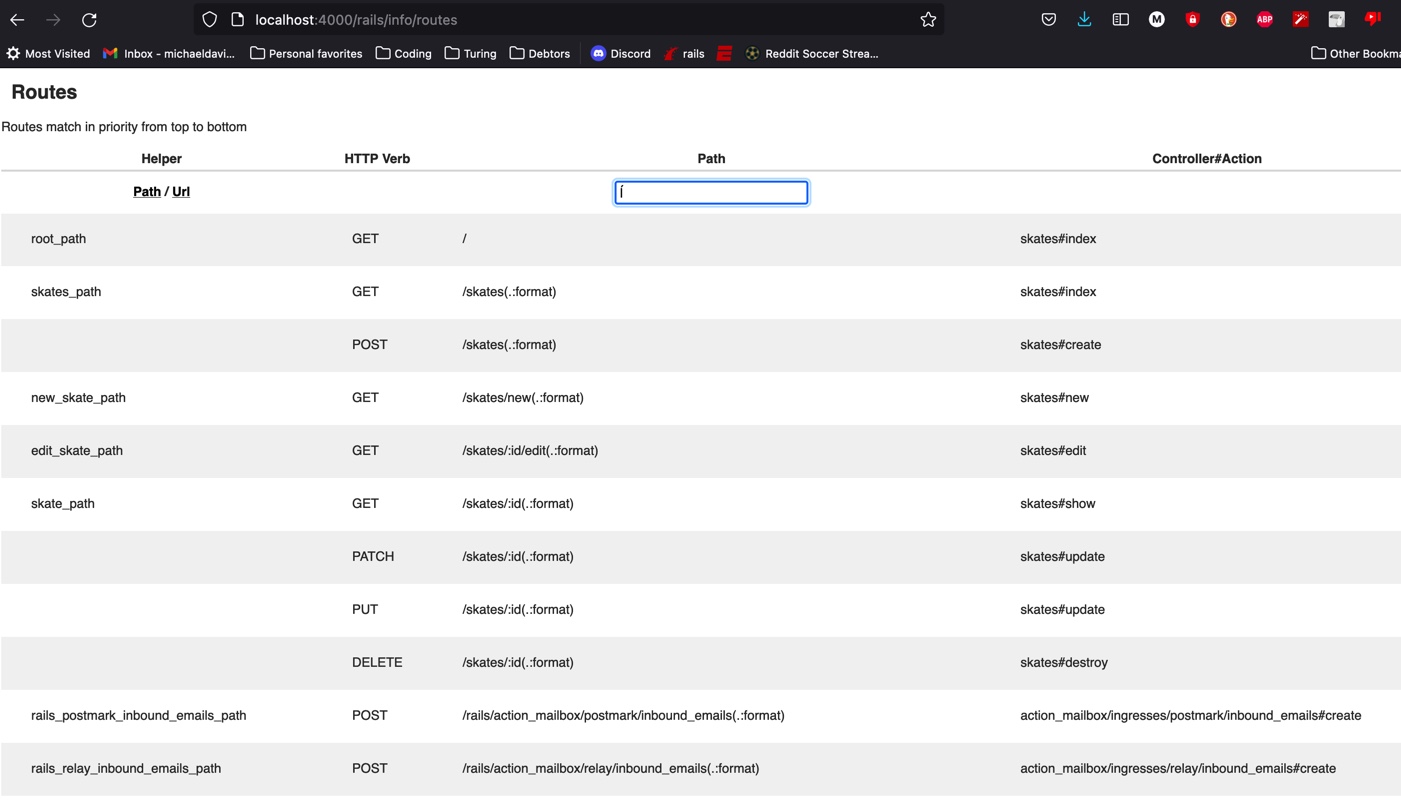 localhost:4000/rails/info/routes
M
ABP
Most Visited Inbox - michaeldavi... Personal favorites Coding Turing Debtors Discord rails Reddit Soccer Strea... Other Bookma
Routes
Routes match in priority from top to bottom
Helper HTTP Verb Path Controller#Action
Path / Url
root_path GET / skates#index
skates_path GET /skates(.:format) skates#index
POST /skates(.:format) skates#create
new_skate_path GET /skates/new(.:format) skates#new
edit_skate_path GET /skates/:id/edit(.:format) skates#edit
skate_path GET /skates/:id(.:format) skates#show
PATCH /skates/:id(.:format) skates#update
PUT /skates/:id(.:format) skates#update
DELETE /skates/:id(.:format) skates#destroy
rails_postmark_inbound_emails_path POST /rails/action_mailbox/postmark/inbound_emails(.:format) action_mailbox/ingresses/postmark/inbound_emails#create
rails_relay_inbound_emails_path POST /rails/action_mailbox/relay/inbound_emails(.:format) action_mailbox/ingresses/relay/inbound_emails#create